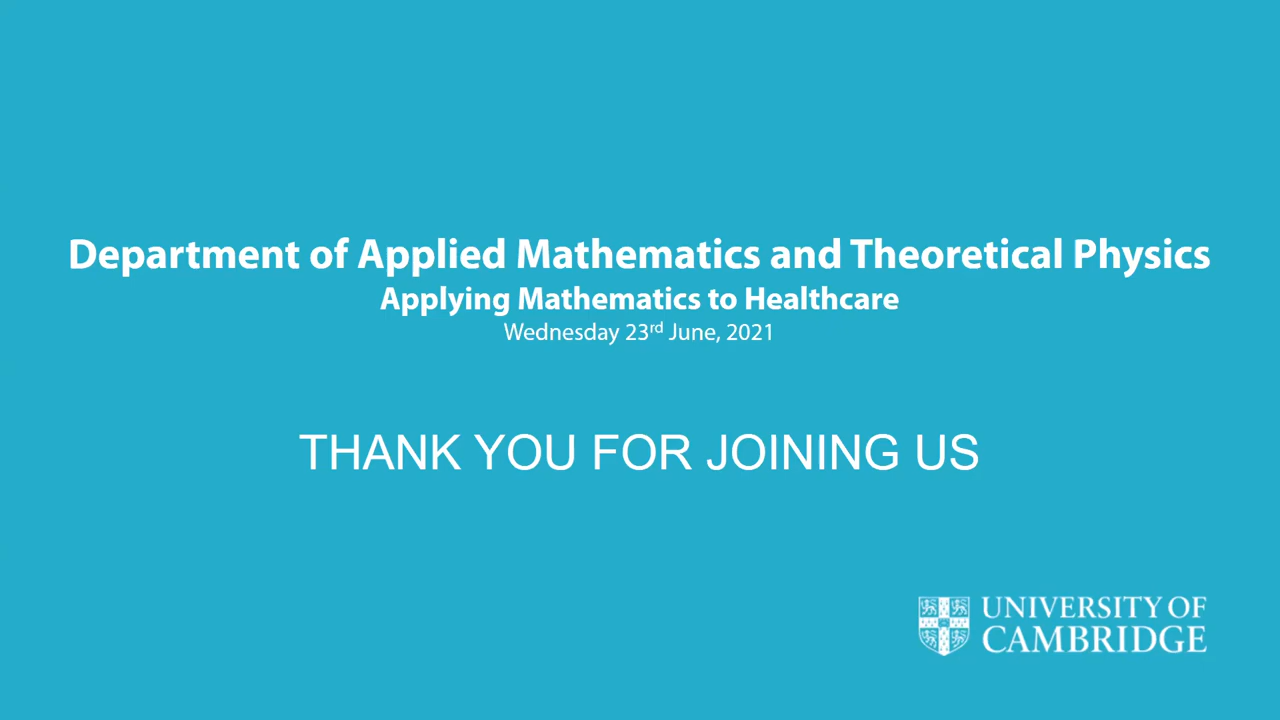 Department of Applied Mathematics and Theoretical Physics
Applying Mathematics to Healthcare
Wednesday 23rd June, 2021
THANK YOU FOR JOINING US
UNIVERSITY OF
CAMBRIDGE